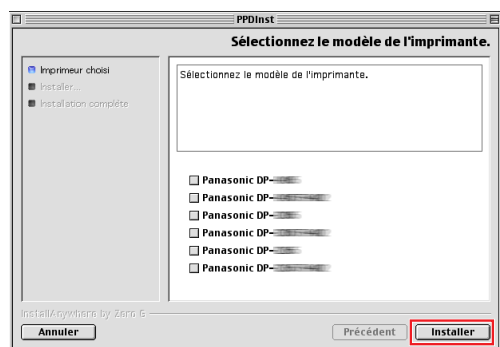 PPDInst
Sélectionnez le modèle de l'imprimante.
Imprimeur choisi
Installer...
Installation complète
Sélectionnez le modèle de l'imprimante.
Panasonic DP-
Panasonic DP-
Panasonic DP-
Panasonic DP-
Panasonic DP-
Panasonic DP-
InstallAnywhere by Zero G
Annuler
Précédent
Installer